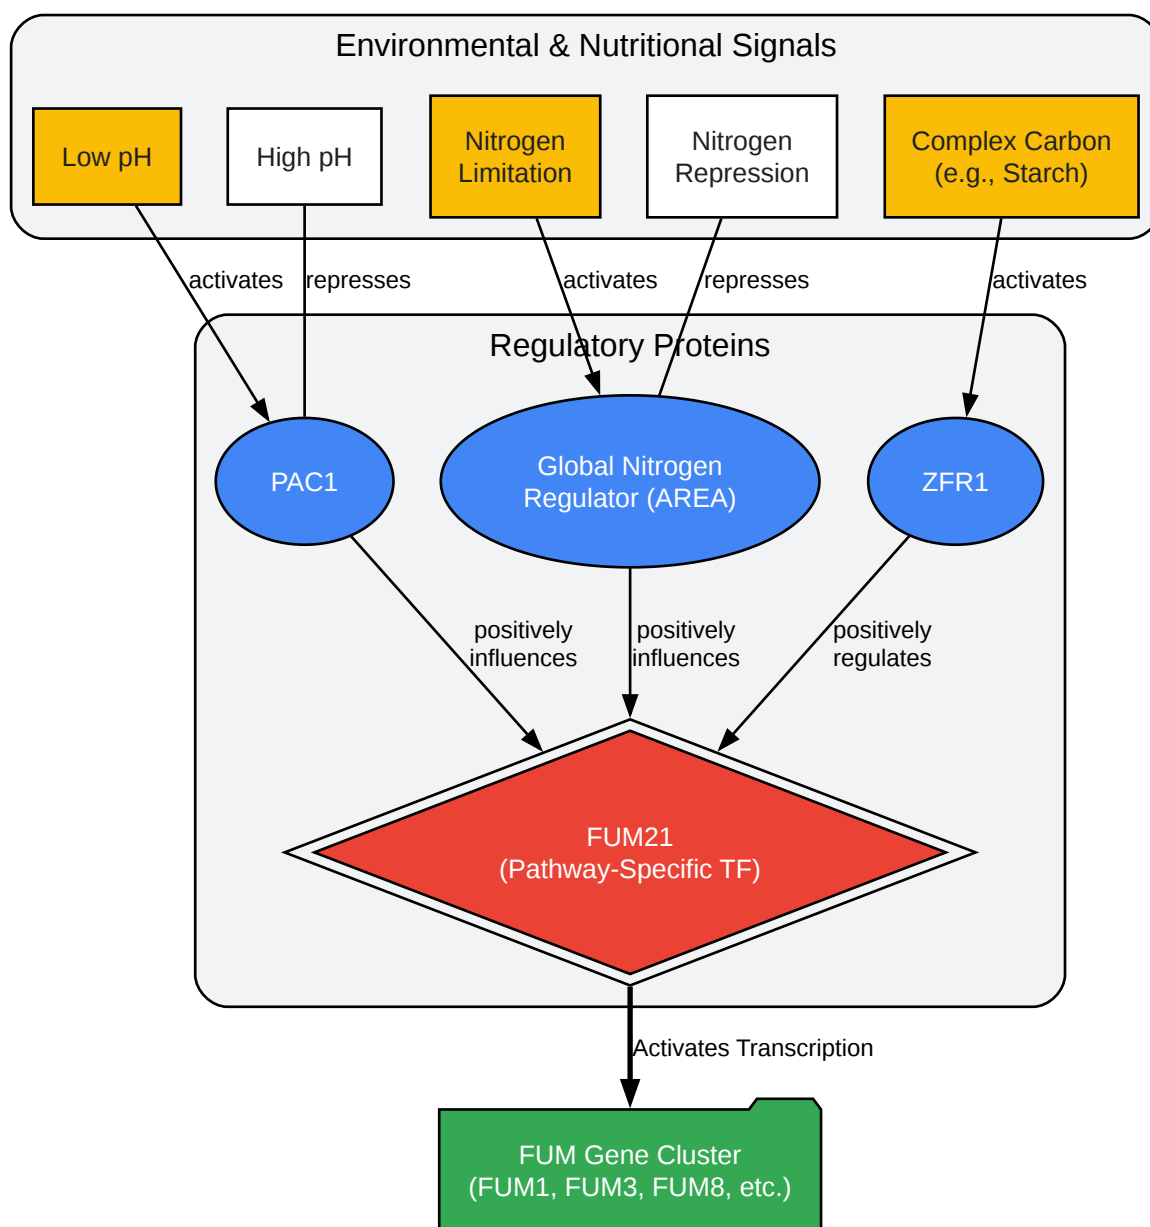 Environmental & Nutritional Signals
Low pH
High pH
Nitrogen
Limitation
Nitrogen
Repression
Complex Carbon
(e.g., Starch)
activates
represses
activates
represses
activates
Regulatory Proteins
PAC1
Global Nitrogen
Regulator (AREA)
ZFR1
positively
influences
positively
influences
positively
regulates
FUM21
(Pathway-Specific TF)
Activates Transcription
FUM Gene Cluster
(FUM1, FUM3, FUM8, etc.)